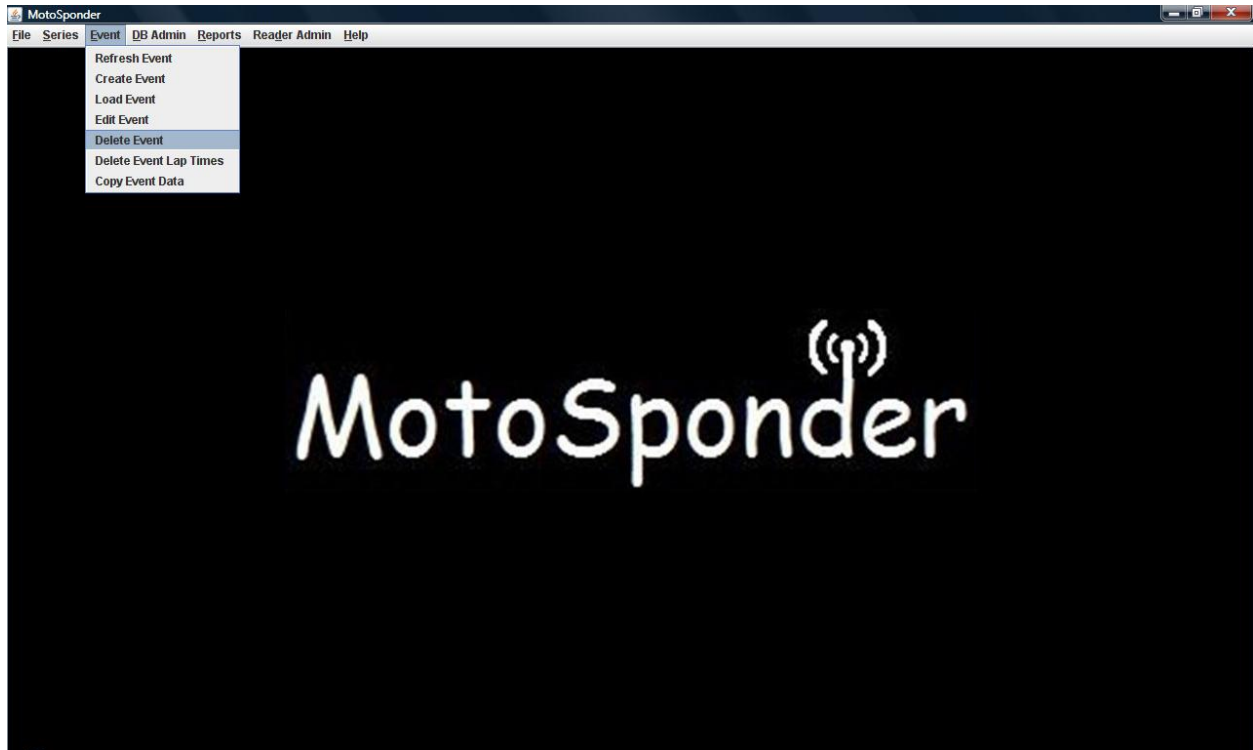 MotoSponder
File Series Event DB Admin Reports Reader Admin Help
Refresh Event
Create Event
Load Event
Edit Event
Delete Event
Delete Event Lap Times
Copy Event Data
MotoSponder